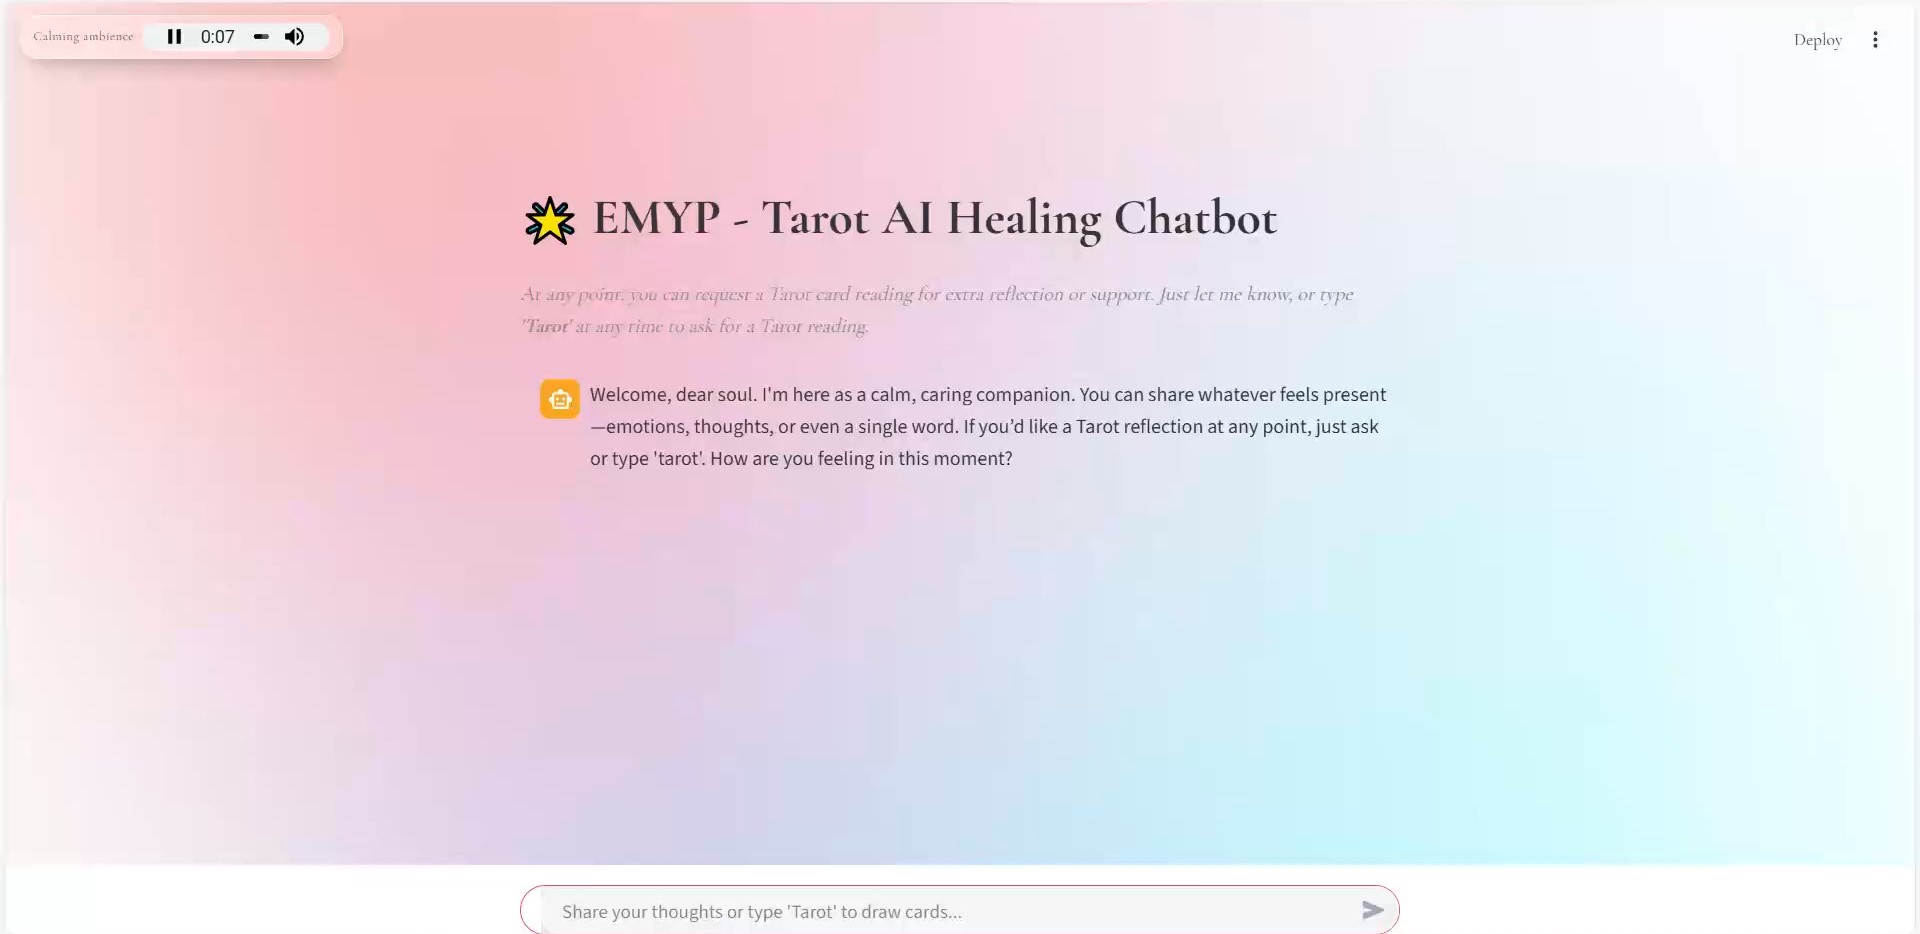 Calming ambience 0:07
Deploy
EMYP - Tarot AI Healing Chatbot
At any point, you can request a Tarot card reading for extra reflection or support. Just let me know, or type
'Tarot' at any time to ask for a Tarot reading.
Welcome, dear soul. I'm here as a calm, caring companion. You can share whatever feels present
—emotions, thoughts, or even a single word. If you’d like a Tarot reflection at any point, just ask
or type 'tarot'. How are you feeling in this moment?
Share your thoughts or type 'Tarot' to draw cards...